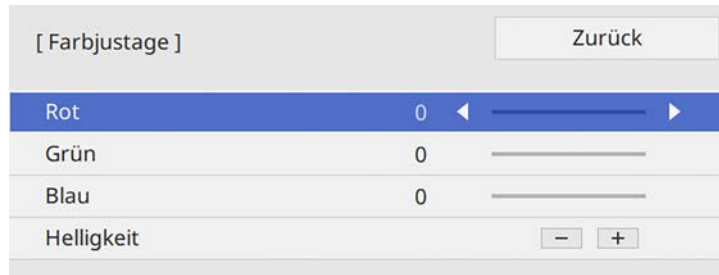 [ Farbjustage ] Zurück
Rot 0
Grün 0
Blau 0
Helligkeit − +